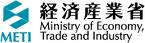 経済産業省
Ministry of Economy,
Trade and Industry
METI